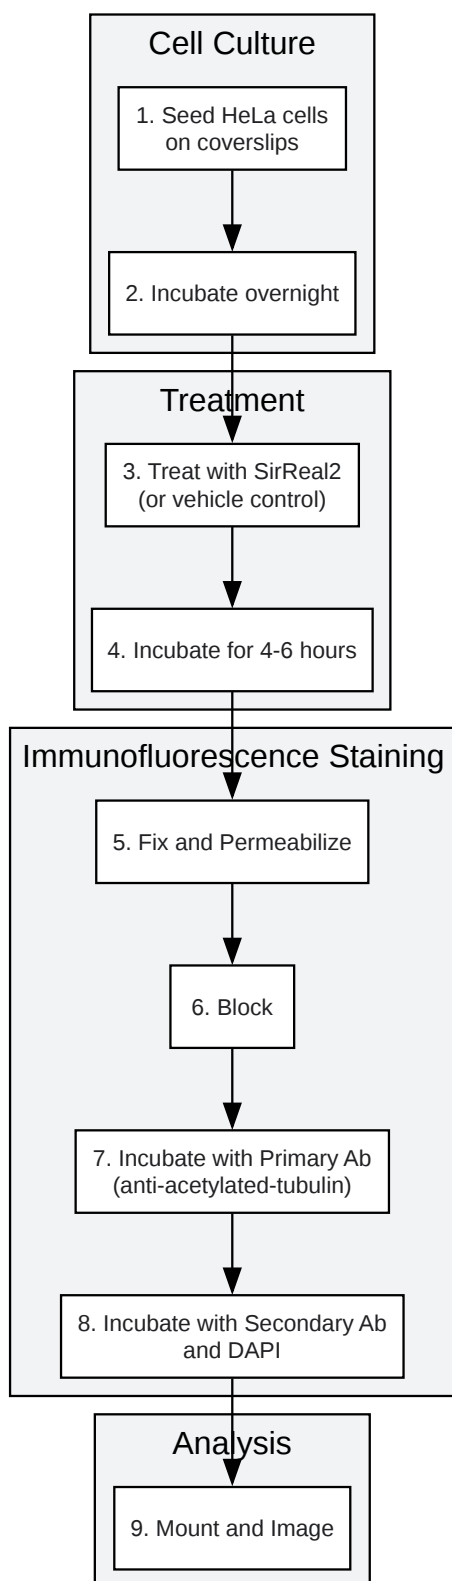 Cell Culture
1. Seed HeLa cells
on coverslips
2. Incubate overnight
Treatment
3. Treat with SirReal2
(or vehicle control)
4. Incubate for 4-6 hours
Immunofluorescence Staining
5. Fix and Permeabilize
6. Block
7. Incubate with Primary Ab
(anti-acetylated-tubulin)
8. Incubate with Secondary Ab
and DAPI
Analysis
9. Mount and Image